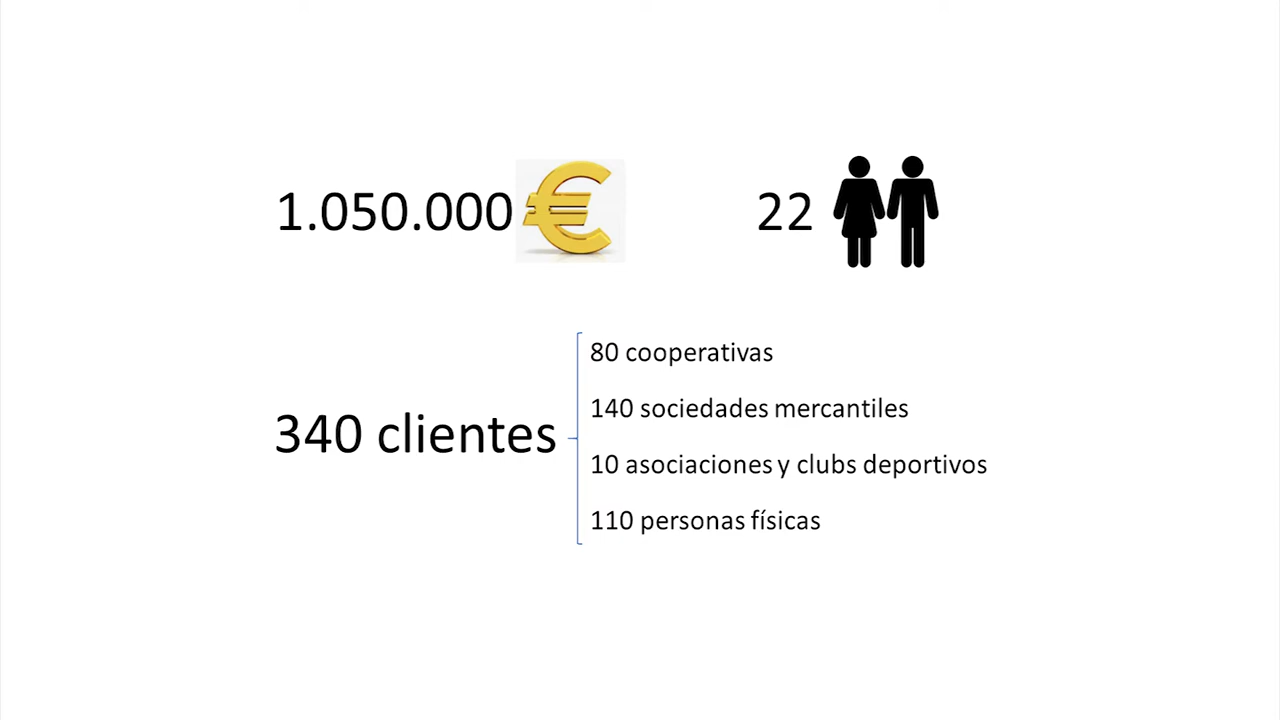 1.050.000 €
22
340 clientes
80 cooperativas
140 sociedades mercantiles
10 asociaciones y clubs deportivos
110 personas físicas